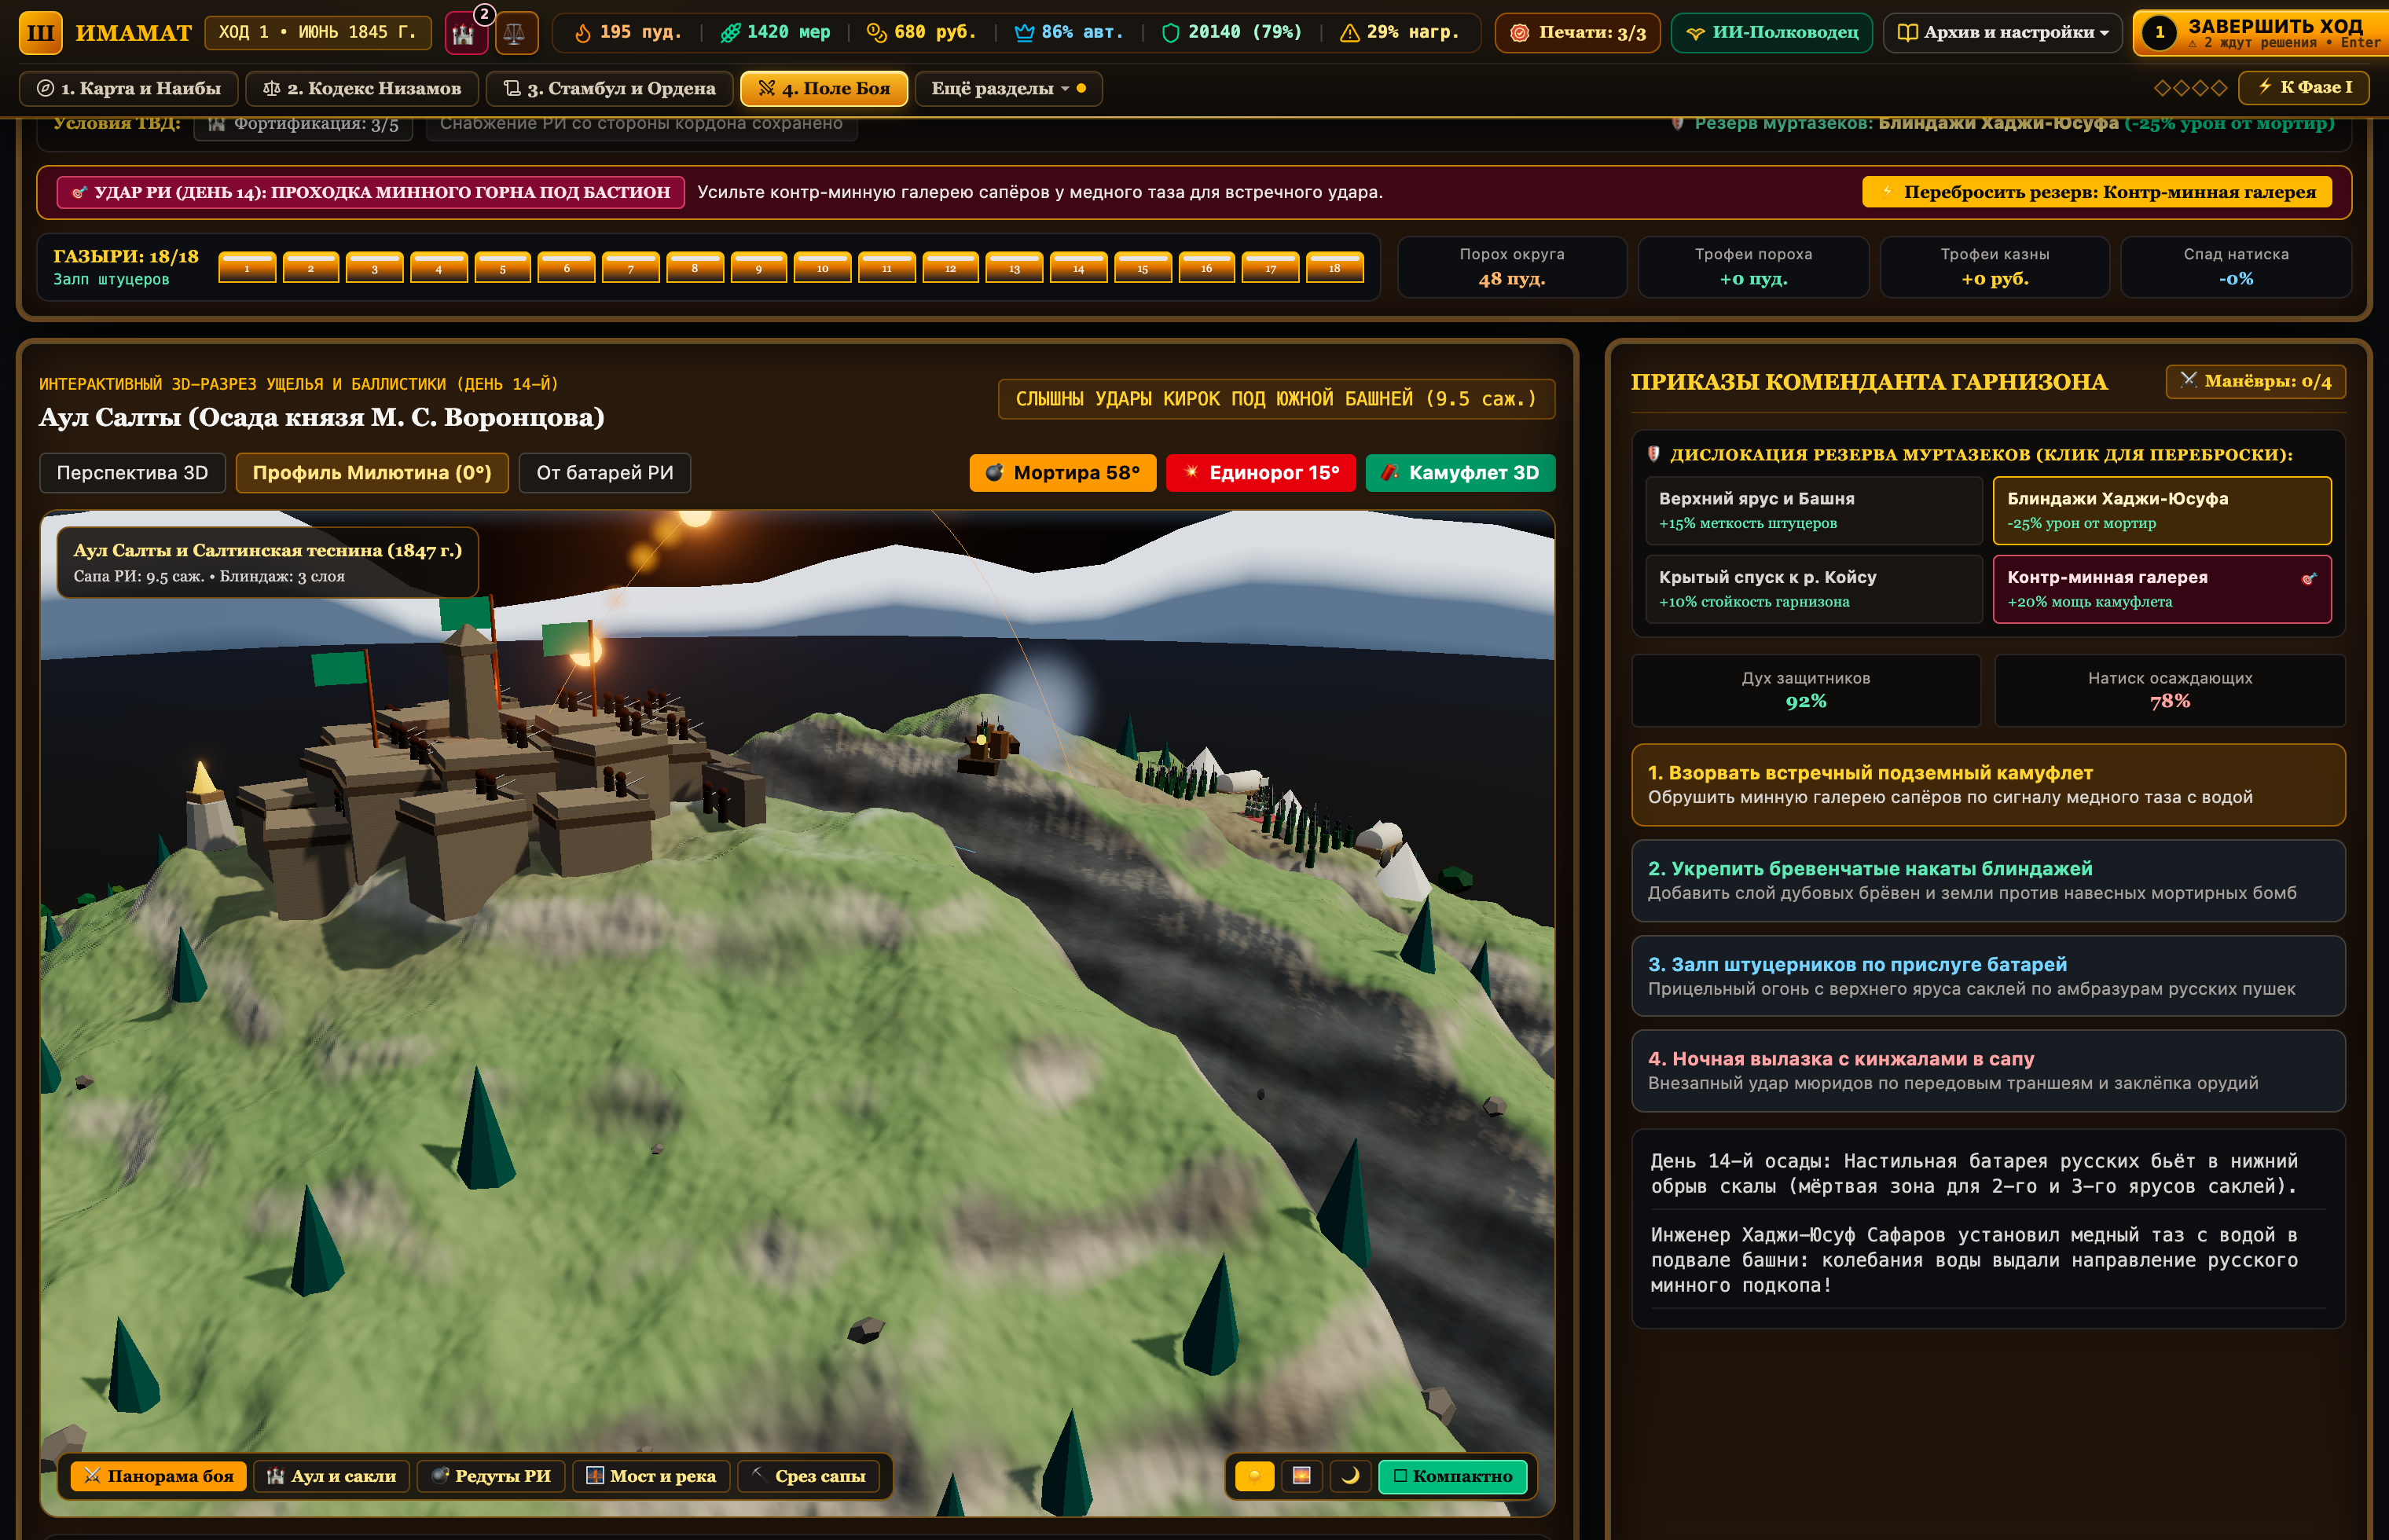 Ш ИМАМАТ ХОД 1 • ИЮНЬ 1845 Г. 2 195 пуд. 1420 мер 680 руб. 86% авт. 20140 (79%) 29% нагр. Печати: 3/3 ИИ-Полководец Архив и настройки 1 ЗАВЕРШИТЬ ХОД
⚠ 2 ждут решения • Enter
1. Карта и Наибы 2. Кодекс Низамов 3. Стамбул и Ордена 4. Поле Боя Ещё разделы К Фазе I
Условия ТВД: Фортификация: 3/5 Снабжение РИ со стороны кордона сохранено Резерв муртазеков: Блиндажи Хаджи-Юсуфа (-25% урон от мортир)
УДАР РИ (ДЕНЬ 14): ПРОХОДКА МИННОГО ГОРНА ПОД БАСТИОН Усильте контр-минную галерею сапёров у медного таза для встречного удара. Перебросить резерв: Контр-минная галерея
ГАЗЫРИ: 18/18
Залп штуцеров
1 2 3 4 5 6 7 8 9 10 11 12 13 14 15 16 17 18
Порох округа
48 пуд.
Трофеи пороха
+0 пуд.
Трофеи казны
+0 руб.
Спад натиска
-0%
ИНТЕРАКТИВНЫЙ 3D-РАЗРЕЗ УЩЕЛЬЯ И БАЛЛИСТИКИ (ДЕНЬ 14-Й)
Аул Салты (Осада князя М. С. Воронцова)
СЛЫШНЫ УДАРЫ КИРОК ПОД ЮЖНОЙ БАШНЕЙ (9.5 саж.)
Перспектива 3D Профиль Милютина (0°) От батарей РИ Мортира 58° Единорог 15° Камуфлет 3D
Аул Салты и Салтинская теснина (1847 г.)
Сапа РИ: 9.5 саж. • Блиндаж: 3 слоя
Панорама боя Аул и сакли Редуты РИ Мост и река Срез сапы Компактно
ПРИКАЗЫ КОМЕНДАНТА ГАРНИЗОНА Манёвры: 0/4
ДИСЛОКАЦИЯ РЕЗЕРВА МУРТАЗЕКОВ (КЛИК ДЛЯ ПЕРЕБРОСКИ):
Верхний ярус и Башня
+15% меткость штуцеров
Блиндажи Хаджи-Юсуфа
-25% урон от мортир
Крытый спуск к р. Койсу
+10% стойкость гарнизона
Контр-минная галерея
+20% мощь камуфлета
Дух защитников
92%
Натиск осаждающих
78%
1. Взорвать встречный подземный камуфлет
Обрушить минную галерею сапёров по сигналу медного таза с водой
2. Укрепить бревенчатые накаты блиндажей
Добавить слой дубовых брёвен и земли против навесных мортирных бомб
3. Залп штуцерников по прислуге батарей
Прицельный огонь с верхнего яруса саклей по амбразурам русских пушек
4. Ночная вылазка с кинжалами в сапу
Внезапный удар мюридов по передовым траншеям и заклёпка орудий
День 14-й осады: Настильная батарея русских бьёт в нижний
обрыв скалы (мёртвая зона для 2-го и 3-го ярусов саклей).
Инженер Хаджи-Юсуф Сафаров установил медный таз с водой в
подвале башни: колебания воды выдали направление русского
минного подкопа!